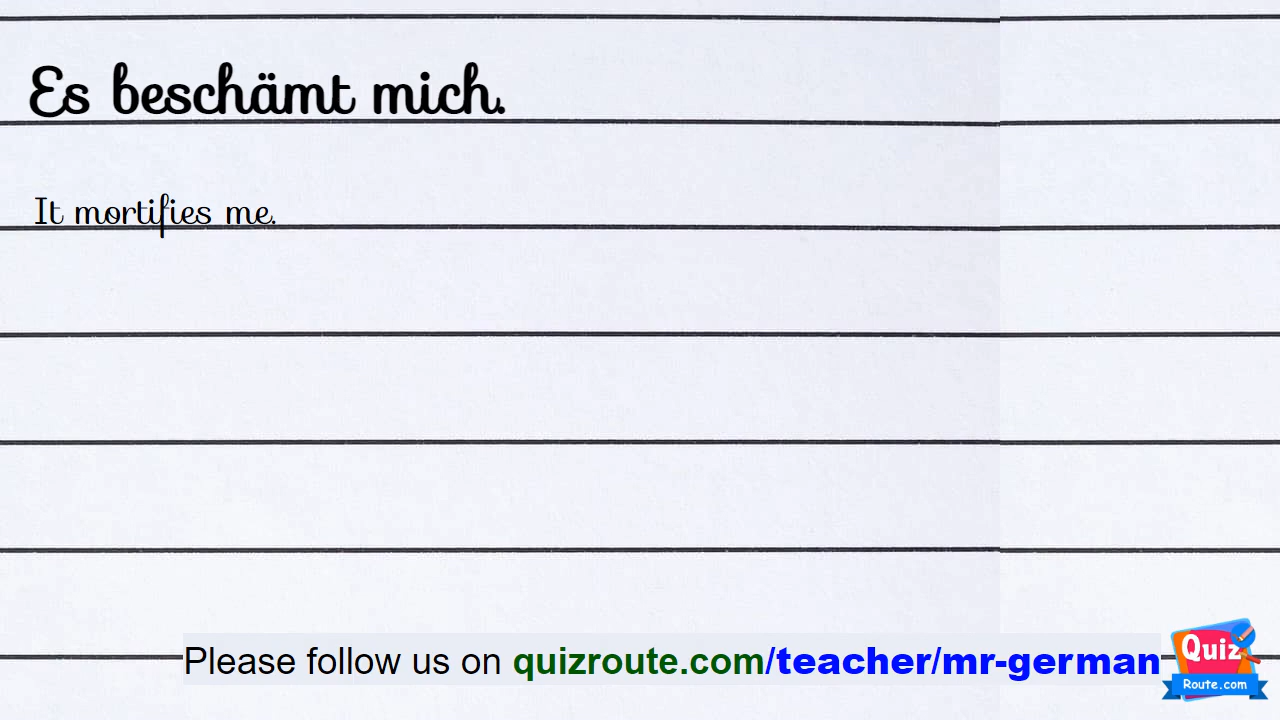 Es beschämt mich.
It mortifies me.
Please follow us on quizroute.com/teacher/mr-german
Quiz
Route.com